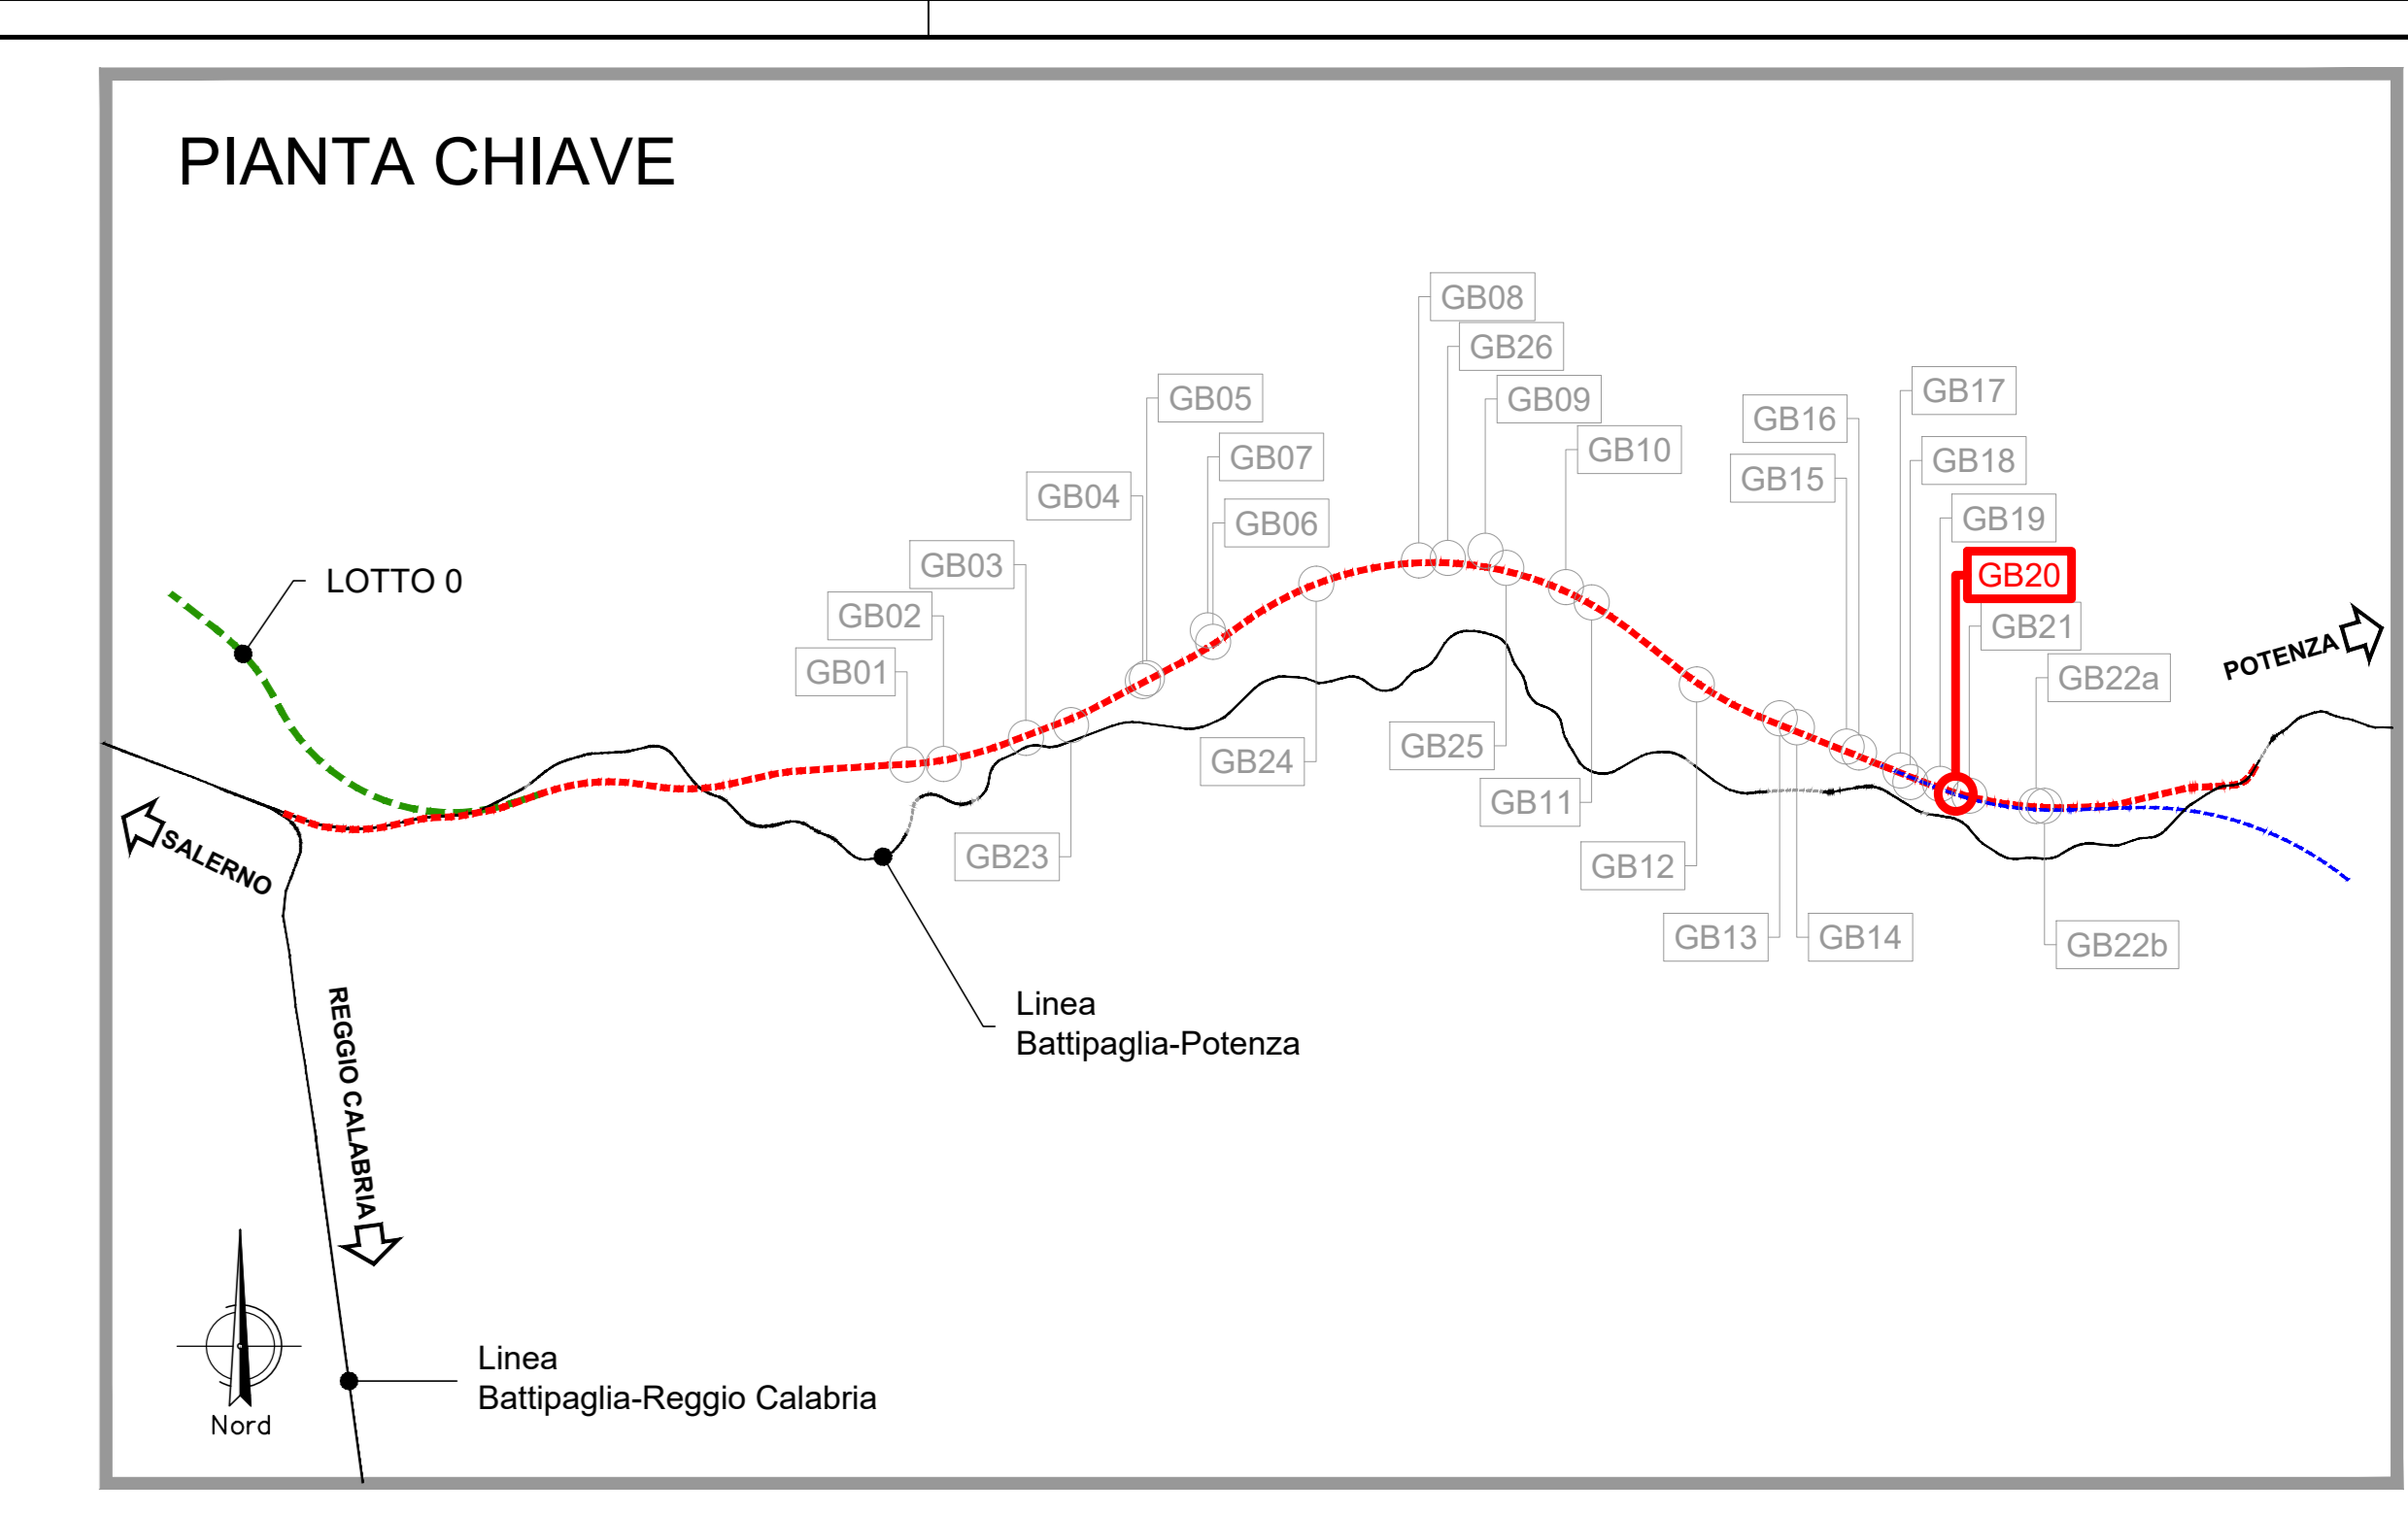 PIANTA CHIAVE
GB08
GB26
GB05
GB09
GB17
GB16
GB07
GB10
GB18
GB04
GB15
GB06
GB19
GB03
GB20
LOTTO 0
GB02
GB21
GB01
POTENZA
GB22a
GB24
GB25
GB11
SALERNO
GB23
GB12
GB13
GB14
GB22b
Linea
Battipaglia-Potenza
REGGIO CALABRIA
Linea
Battipaglia-Reggio Calabria
Nord